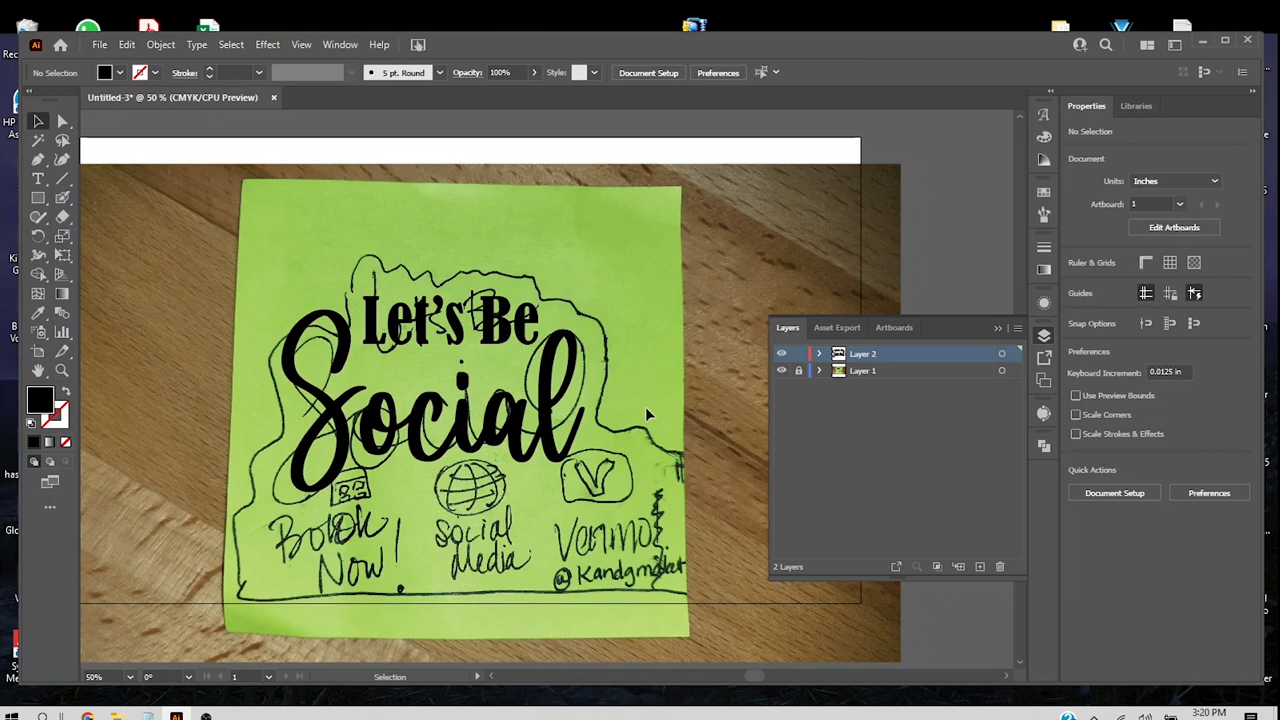 File Edit Object Type Select Effect View Window Help
No Selection Stroke: 5 pt. Round Opacity: 100% Style: Document Setup Preferences
Untitled-3* @ 50 % (CMYK/CPU Preview)
Let's Be
Social
Book
Now!
Social
Media
Venmo
@Kandgm
Layers Asset Export Artboards
Layer 2
Layer 1
2 Layers
Properties Libraries
No Selection
Document
Units: Inches
Artboard: 1
Edit Artboards
Ruler & Grids
Guides
Snap Options
Preferences
Keyboard Increment: 0.0125 in
Use Preview Bounds
Scale Corners
Scale Strokes & Effects
Quick Actions
Document Setup Preferences
50% 0° 1 Selection
3:20 PM